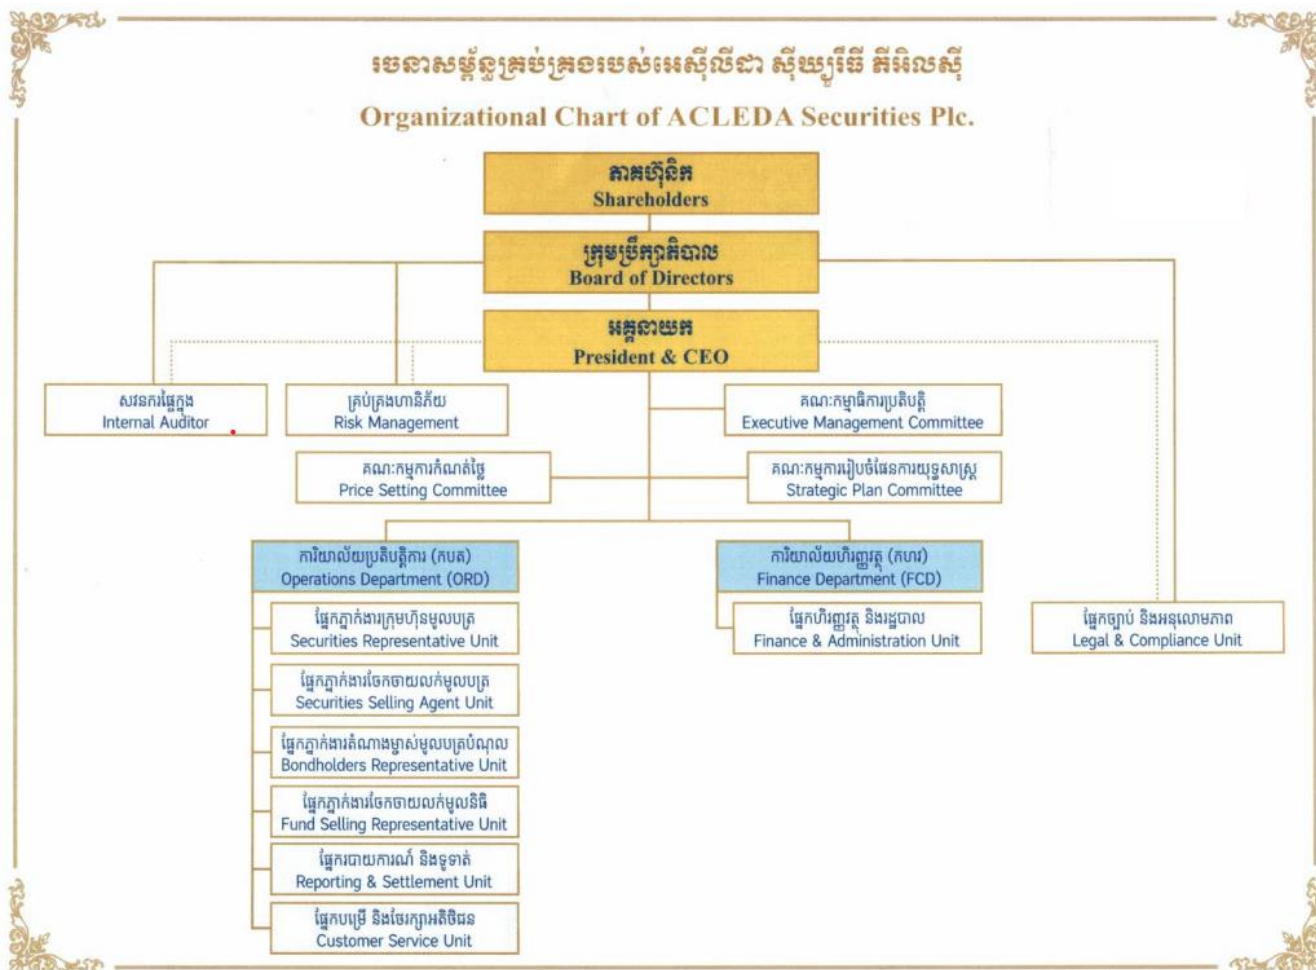 រចនាសម្ព័ន្ធគ្រប់គ្រងរបស់អេស៊ីលីដា ស៊ីឃ្យូរីធី ភីអិលស៊ី
Organizational Chart of ACLEDA Securities Plc.
ភាគហ៊ុនិក
Shareholders
ក្រុមប្រឹក្សាភិបាល
Board of Directors
អគ្គនាយក
President & CEO
សវនករផ្ទៃក្នុង
Internal Auditor
គ្រប់គ្រងហានិភ័យ
Risk Management
គណៈកម្មាធិការប្រតិបត្តិ
Executive Management Committee
គណៈកម្មការកំណត់ថ្លៃ
Price Setting Committee
គណៈកម្មការរៀបចំផែនការយុទ្ធសាស្ត្រ
Strategic Plan Committee
ការិយាល័យប្រតិបត្តិការ (កបត)
Operations Department (ORD)
ការិយាល័យហិរញ្ញវត្ថុ (កហវ)
Finance Department (FCD)
ផ្នែកភ្នាក់ងារក្រុមហ៊ុនមូលបត្រ
Securities Representative Unit
ផ្នែកហិរញ្ញវត្ថុ និងរដ្ឋបាល
Finance & Administration Unit
ផ្នែកច្បាប់ និងអនុលោមភាព
Legal & Compliance Unit
ផ្នែកភ្នាក់ងារចែកចាយលក់មូលបត្រ
Securities Selling Agent Unit
ផ្នែកភ្នាក់ងារតំណាងម្ចាស់មូលបត្របំណុល
Bondholders Representative Unit
ផ្នែកភ្នាក់ងារចែកចាយលក់មូលនិធិ
Fund Selling Representative Unit
ផ្នែករបាយការណ៍ និងទូទាត់
Reporting & Settlement Unit
ផ្នែកបម្រើ និងថែរក្សាអតិថិជន
Customer Service Unit